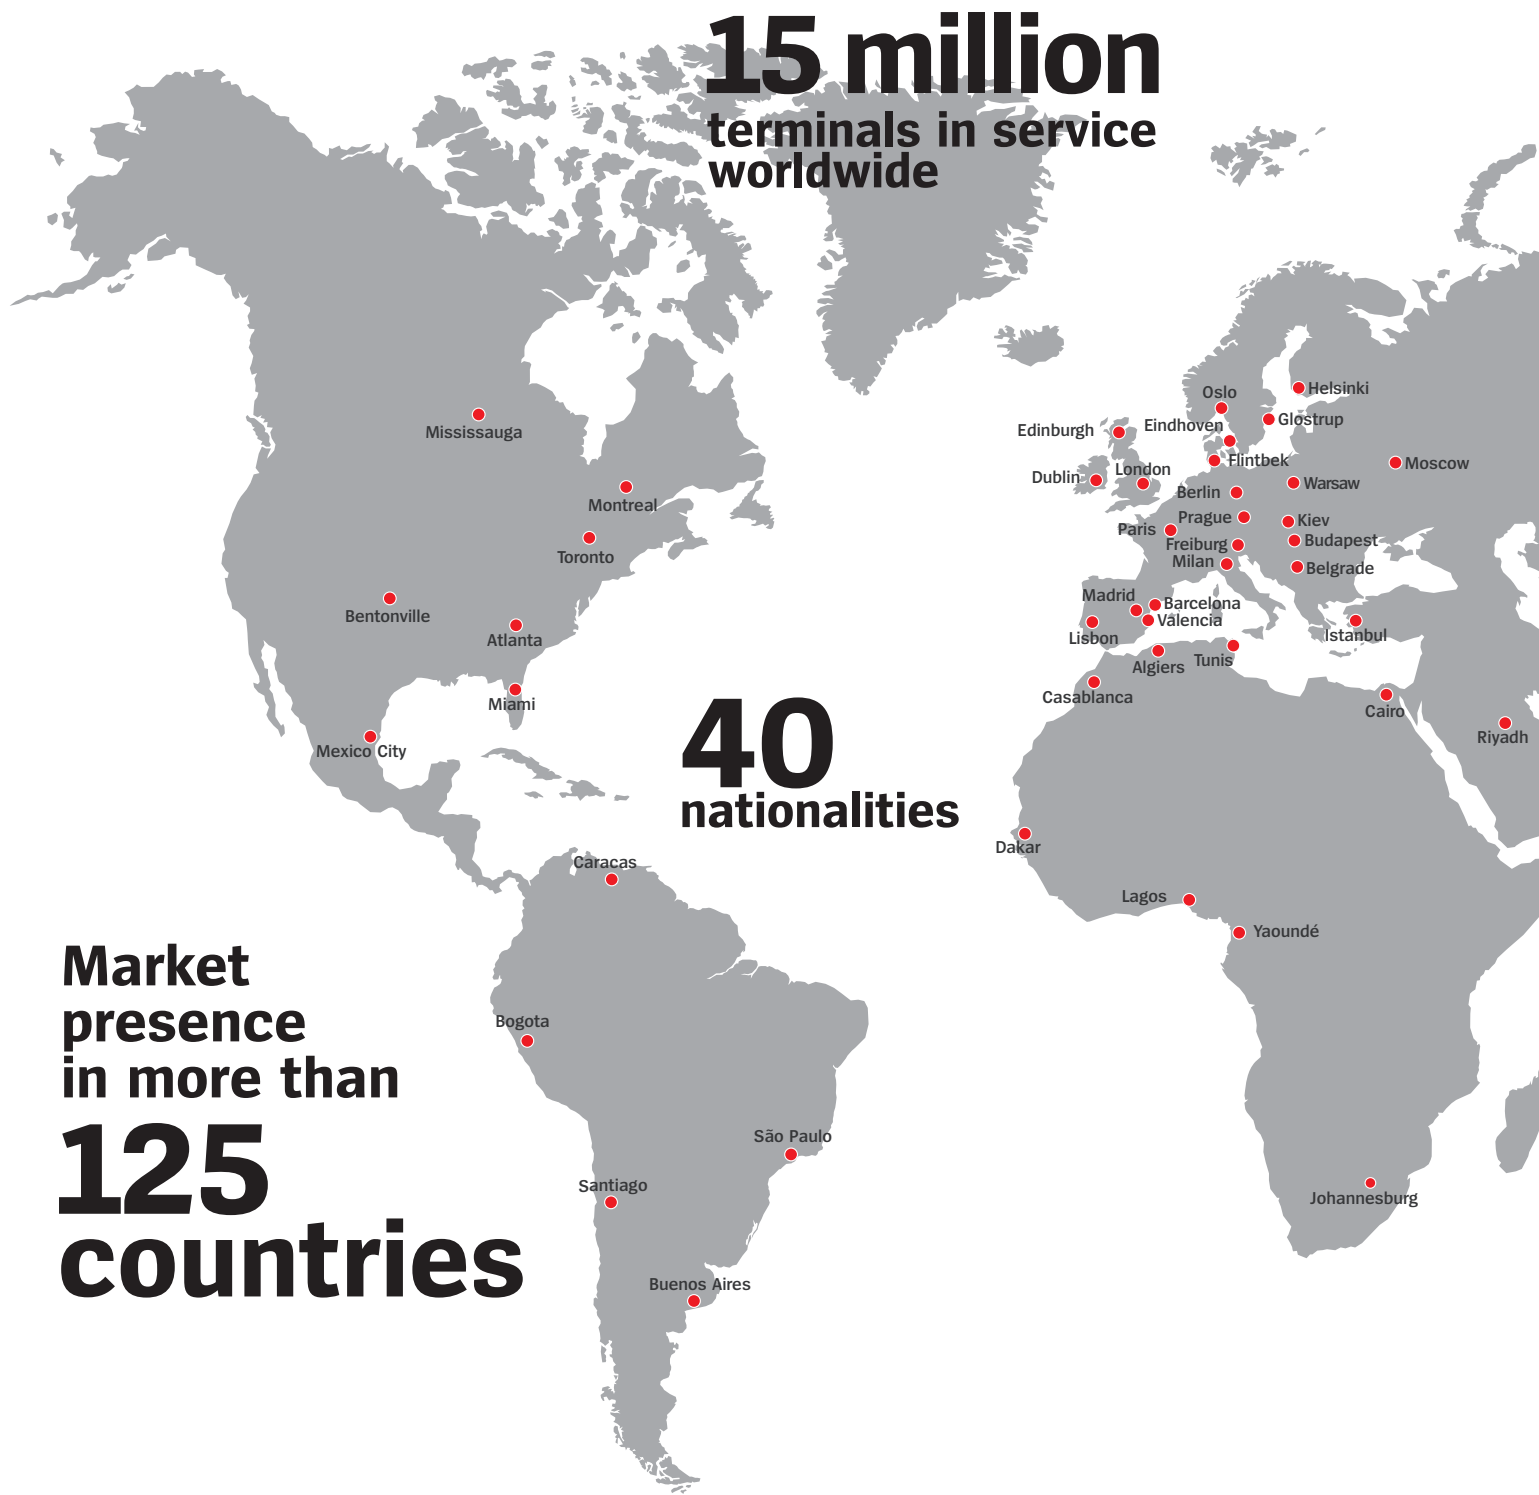 15 million
terminals in service
worldwide
Helsinki
Oslo
Glostrup
Eindhoven
Edinburgh
Mississauga
Flintbek
Moscow
London
Dublin
Warsaw
Berlin
Montreal
Prague
Kiev
Paris
Budapest
Freiburg
Toronto
Milan
Belgrade
Madrid
Barcelona
Bentonville
Valencia
Istanbul
Lisbon
Atlanta
Tunis
Algiers
Casablanca
Miami
Cairo
Riyadh
Mexico City
40
nationalities
Dakar
Caracas
Lagos
Yaoundé
Market
presence
in more than
125
countries
Bogota
São Paulo
Santiago
Johannesburg
Buenos Aires